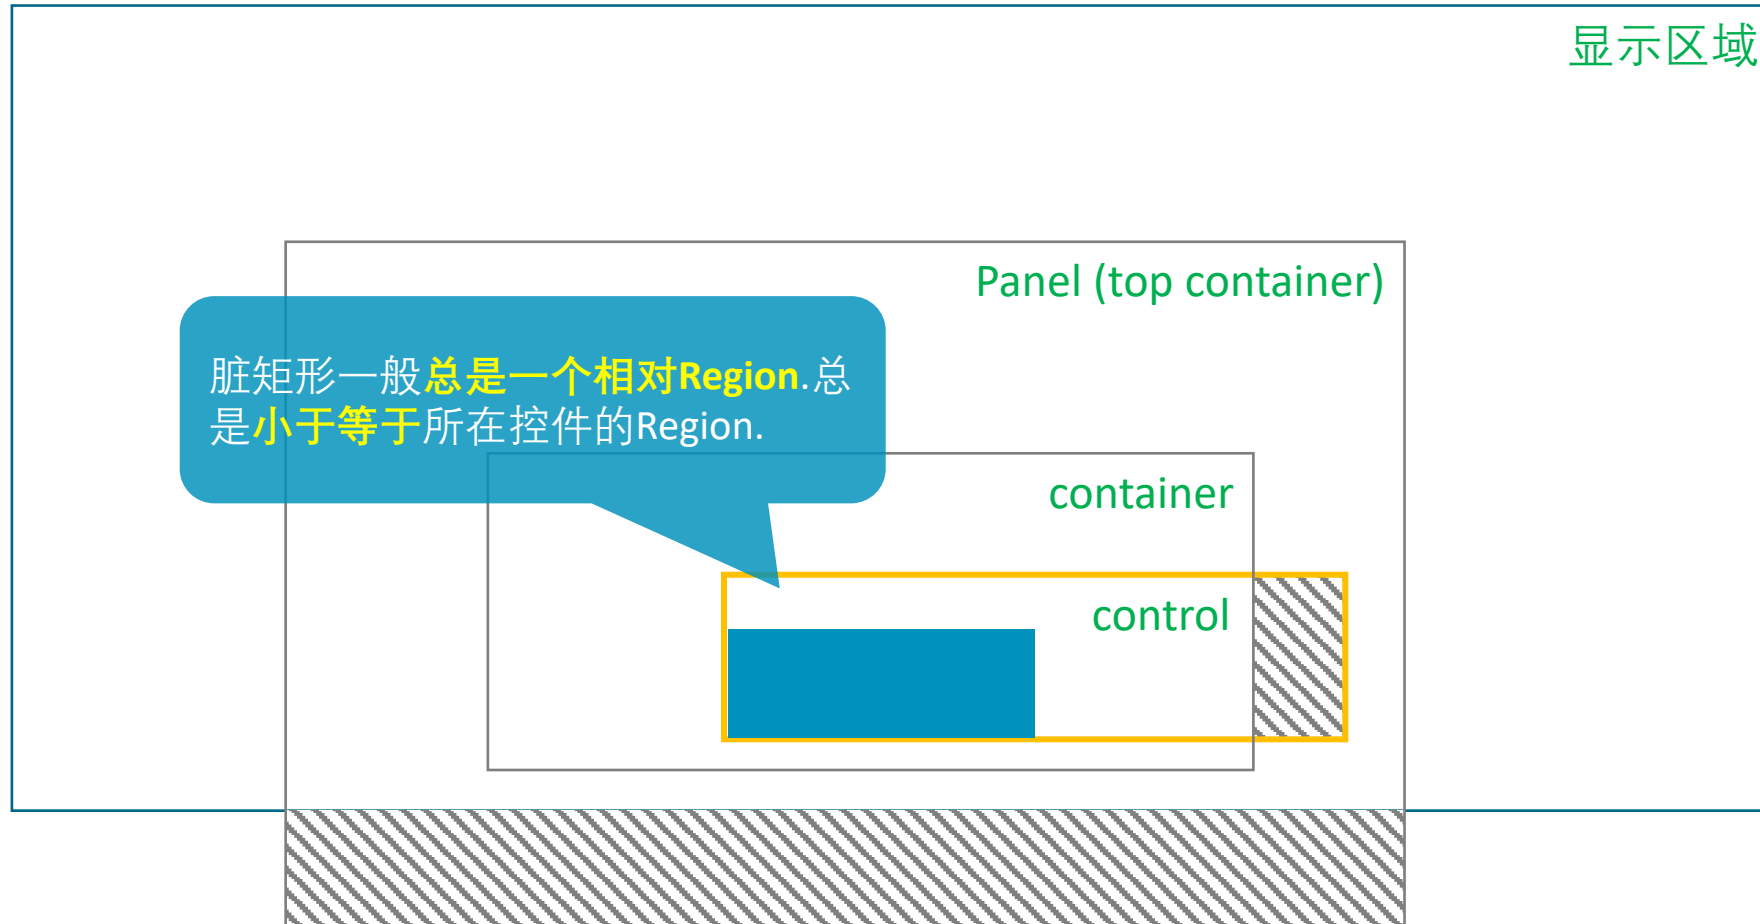 显示区域
Panel (top container)
脏矩形一般总是一个相对Region.总
是小于等于所在控件的Region.
container
control